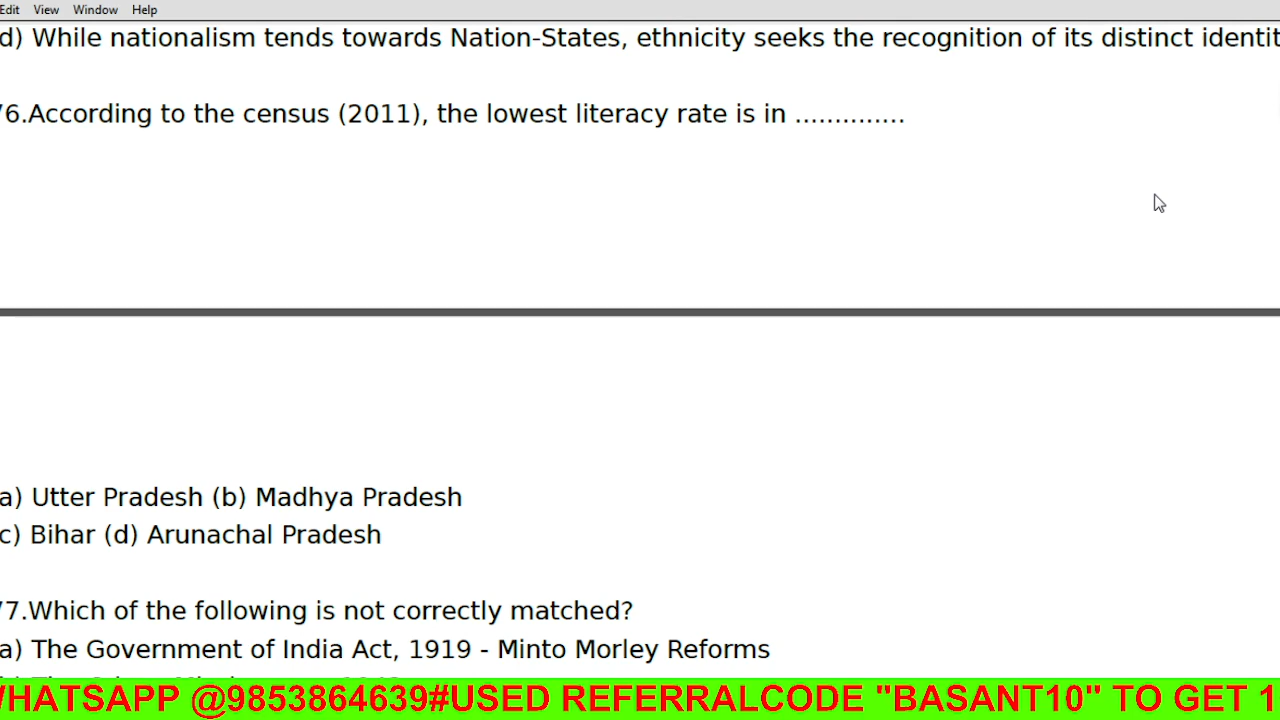 Edit View Window Help
d) While nationalism tends towards Nation-States, ethnicity seeks the recognition of its distinct
6.According to the census (2011), the lowest literacy rate is in ..............
a) Utter Pradesh (b) Madhya Pradesh
c) Bihar (d) Arunachal Pradesh
7.Which of the following is not correctly matched?
a) The Government of India Act, 1919 - Minto Morley Reforms
WHATSAPP @9853864639#USED REFERRALCODE "BASANT10" TO GET 1